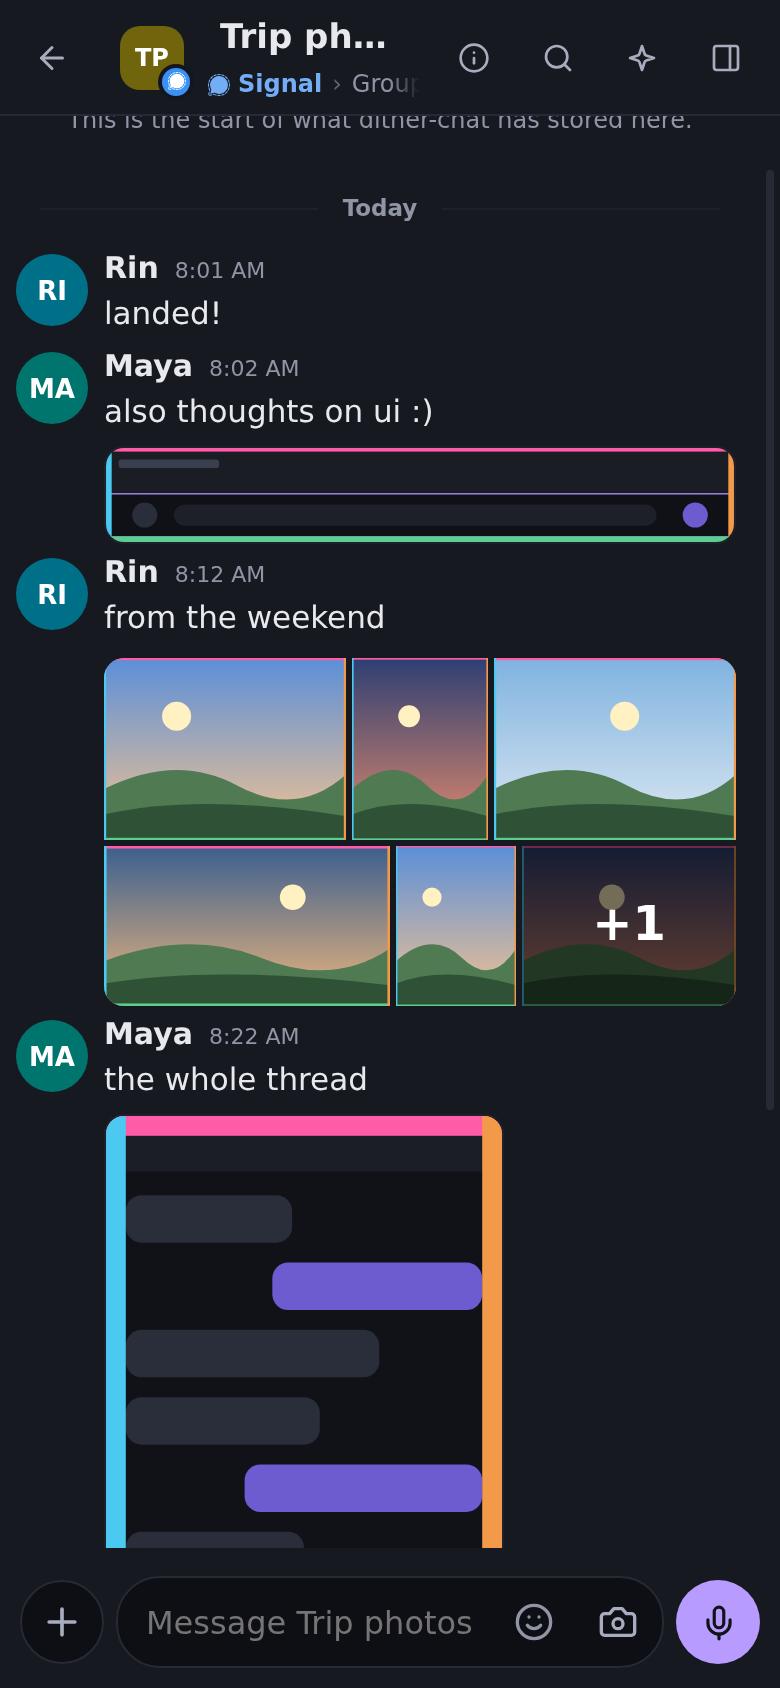 Trip ph...
TP
Signal › Group
This is the start of what dither-chat has stored here.
Today
RI
Rin 8:01 AM
landed!
MA
Maya 8:02 AM
also thoughts on ui :)
RI
Rin 8:12 AM
from the weekend
+1
MA
Maya 8:22 AM
the whole thread
Message Trip photos